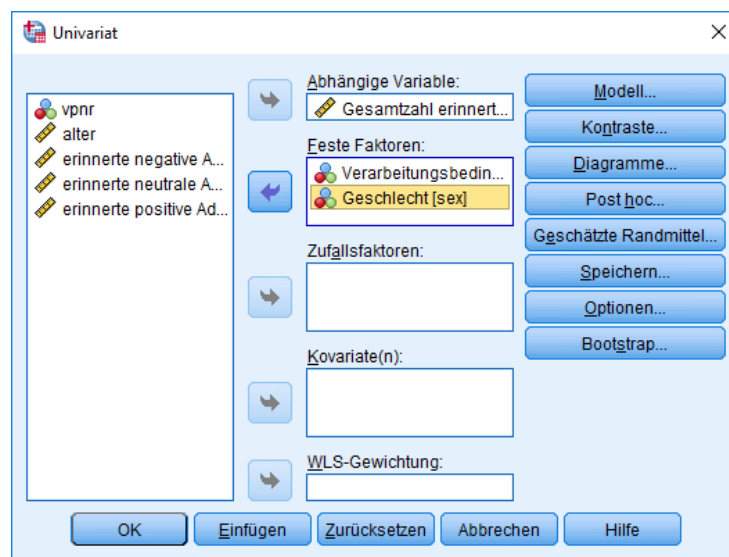 Univariat
vpnr
alter
erinnerte negative A...
erinnerte neutrale A...
erinnerte positive Ad...
Abhängige Variable:
Gesamtzahl erinnert...
Feste Faktoren:
Verarbeitungsbedin...
Geschlecht [sex]
Zufallsfaktoren:
Kovariate(n):
WLS-Gewichtung:
Modell...
Kontraste...
Diagramme...
Post hoc...
Geschätzte Randmittel...
Speichern...
Optionen...
Bootstrap...
OK
Einfügen
Zurücksetzen
Abbrechen
Hilfe